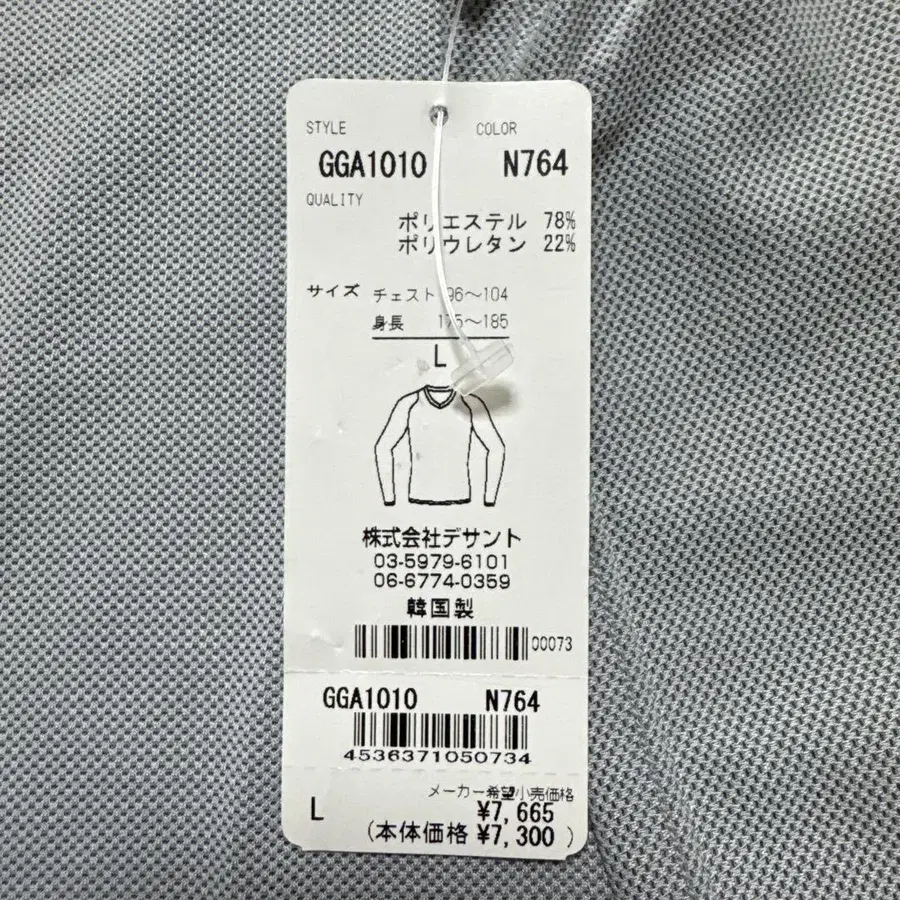 STYLE COLOR
GGA1010 N764
QUALITY
ポリエステル 78%
ポリウレタン 22%
サイズ チェスト 96～104
身長 175～185
L
株式会社デサント
03-5979-6101
06-6774-0359
韓国製
00073
GGA1010 N764
4536371050734
メーカー希望小売価格
L ¥7,665
(本体価格 ¥7,300)